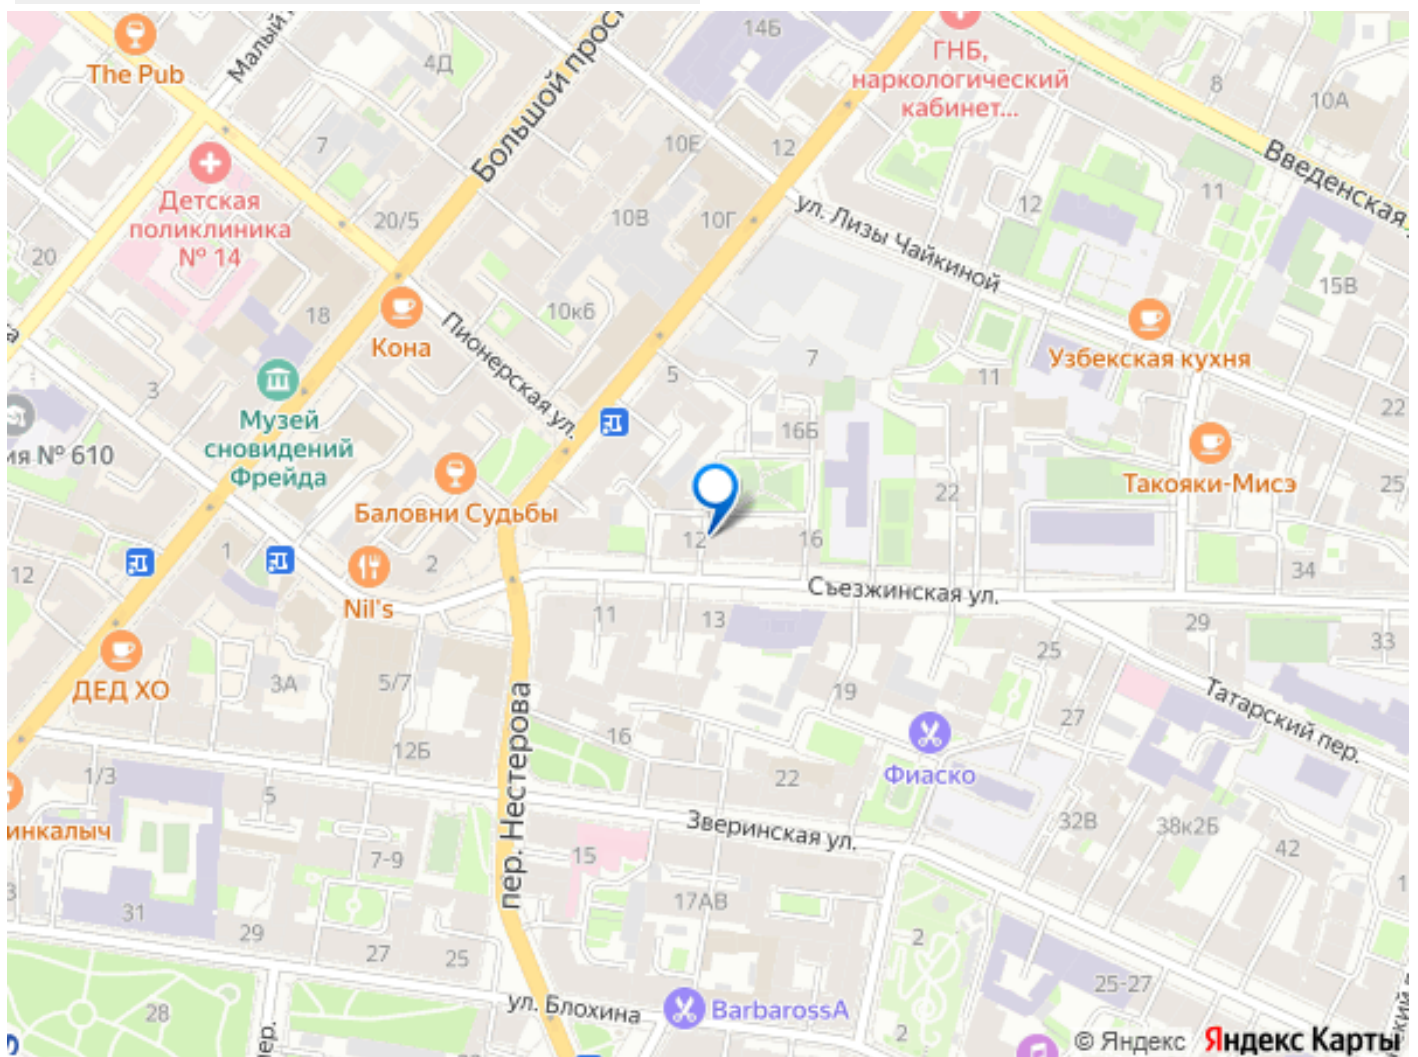 The Pub
Малый
4Д
Большой прос
14Б
ГНБ,
наркологический
кабинет...
8
10А
Введенская
7
10Е
12
Детская
поликлиника
№ 14
20/5
10В
10Г
ул. Лизы Чайкиной
12
11
20
18
Кона
10к6
Пионерская ул.
7
15В
Узбекская кухня
3
Музей
сновидений
Фрейда
5
11
22
ия № 610
16Б
Баловни Судьбы
22
Такояки-Мисэ
25
12
1
2
Nil's
12
16
Съезжинская ул.
34
11
13
29
33
ДЕД ХО
3А
5/7
25
19
27
Татарский пер.
12Б
пер. Нестерова
16
22
Фиаско
1/3
5
инкалыч
Зверинская ул.
32В
38к2Б
42
7-9
15
3
31
29
27
25
17АВ
2
1
28
ул. Блохина
BarbarossA
25-27
2
пер.
© Яндекс
Яндекс Карты